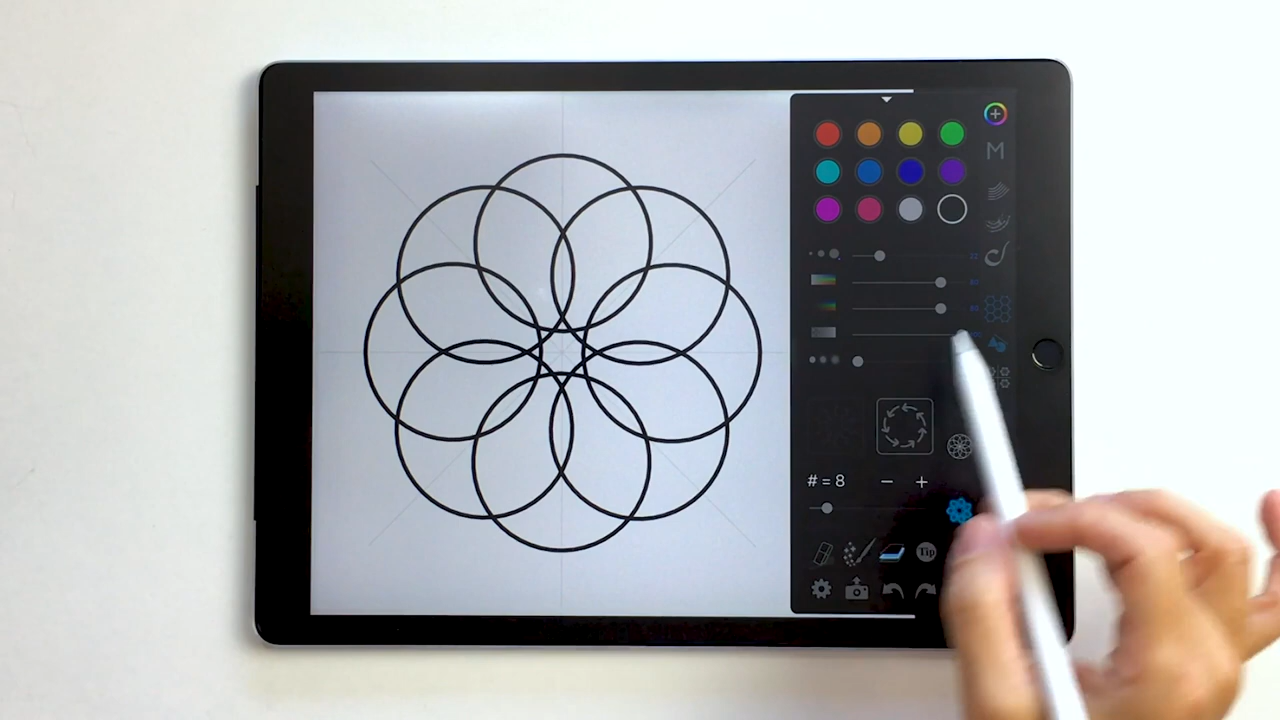 M
# = 8
− +
Tip